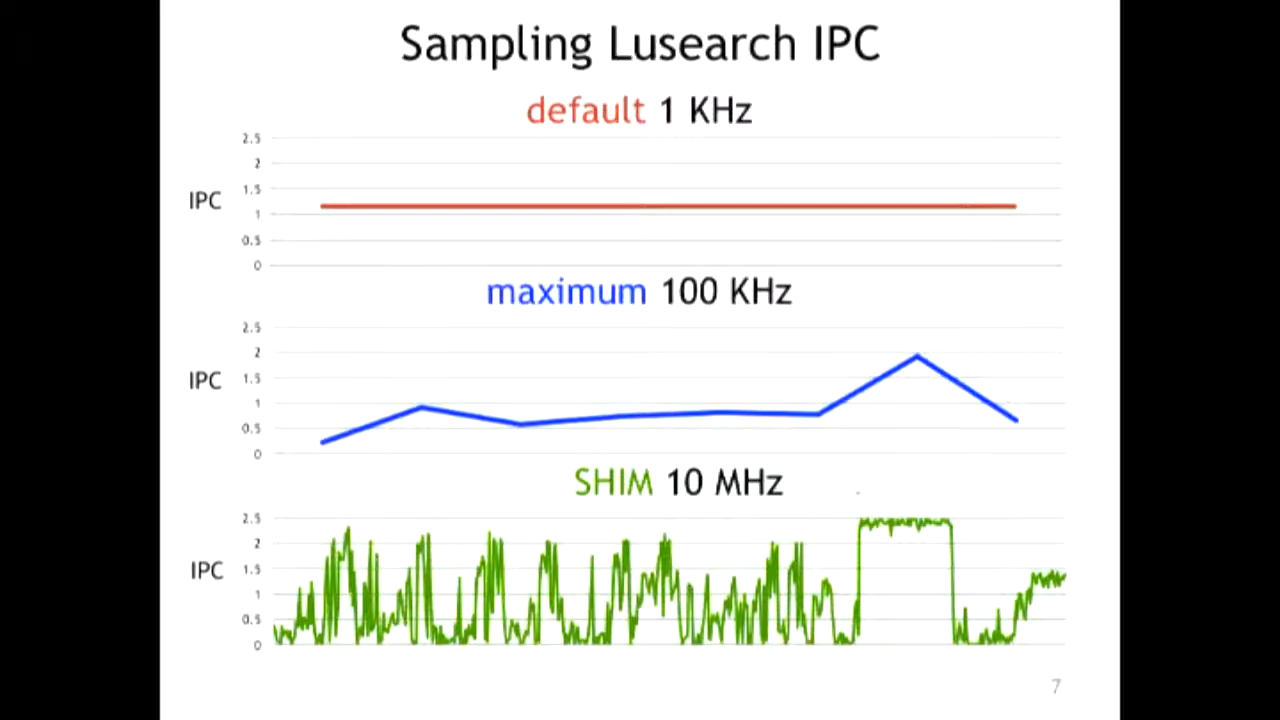 Sampling Lusearch IPC
default 1 KHz
2.5
2
IPC
1.5
1
0.5
0
maximum 100 KHz
2.5
2
IPC
1.5
1
0.5
0
SHIM 10 MHz
2.5
2
IPC
1.5
1
0.5
0
7